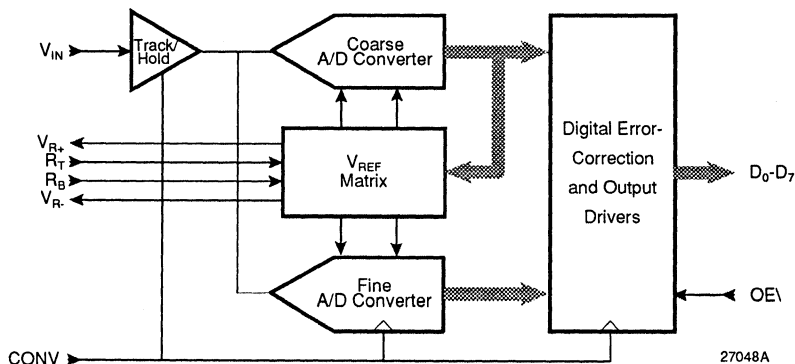 V_IN
Track/
Hold
Coarse
A/D Converter
V_R+
R_T
R_B
V_R-
V_REF
Matrix
Digital Error-
Correction
and Output
Drivers
D_0-D_7
Fine
A/D Converter
OE\
CONV
27048A